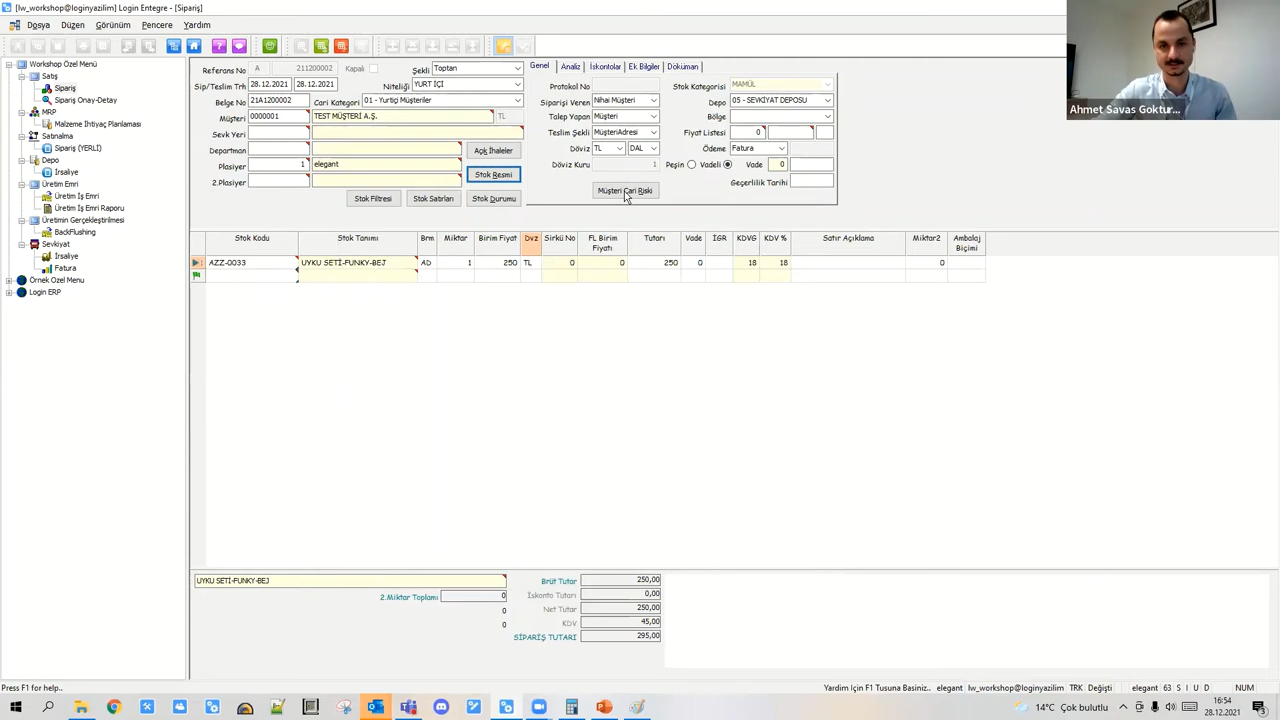 [lw_workshop@loginyazilim] Login Entegre - [Sipariş]
Dosya Düzen Görünüm Pencere Yardım
Ahmet Savas Goktur...
Workshop Özel Menü
Satış
Sipariş
Sipariş Onay-Detay
MRP
Malzeme İhtiyaç Planlaması
Satınalma
Sipariş (YERLİ)
Depo
İrsaliye
Üretim Emri
Üretim İş Emri
Üretim İş Emri Raporu
Üretimin Gerçekleştirilmesi
BackFlushing
Sevkiyat
İrsaliye
Fatura
Örnek Özel Menu
Login ERP
Referans No A 211200002 Kapalı Şekli Toptan
Sip/Teslim Trh 28.12.2021 28.12.2021 Niteliği YURT İÇİ
Belge No 21A1200002 Cari Kategori 01 - Yurtiçi Müşteriler
Müşteri 0000001 TEST MÜŞTERİ A.Ş. TL
Sevk Yeri
Departman Açık İhaleler
Plasiyer 1 elegant Stok Resmi
2.Plasiyer
Stok Filtresi Stok Satırları Stok Durumu
Genel Analiz İskontolar Ek Bilgiler Döküman
Protokol No Stok Kategorisi MAMÜL
Siparişi Veren Nihai Müşteri Depo 05 - SEVKİYAT DEPOSU
Talep Yapan Müşteri Bölge
Teslim Şekli MüşteriAdresi Fiyat Listesi 0
Döviz TL DAL Ödeme Fatura
Döviz Kuru 1 Peşin Vadeli Vade 0
Geçerlilik Tarihi
Müşteri Cari Riski
Stok Kodu Stok Tanımı Brm Miktar Birim Fiyat Dvz Sirkü No FL Birim Fiyatı Tutarı Vade İGR KDVG KDV % Satır Açıklama Miktar2 Ambalaj Biçimi
AZZ-0033 UYKU SETİ-FUNKY-BEJ AD 1 250 TL 0 0 250 0 18 18 0
UYKU SETİ-FUNKY-BEJ
2.Miktar Toplamı 0
0
0
Brüt Tutar 250,00
İskonto Tutarı 0,00
Net Tutar 250,00
KDV 45,00
SİPARİŞ TUTARI 295,00
Press F1 for help..
Yardim Için F1 Tusuna Basiniz.. elegant lw_workshop@loginyazilim TRK Değişti elegant 63 S I U D NUM
14°C Çok bulutlu
16:54
28.12.2021
3